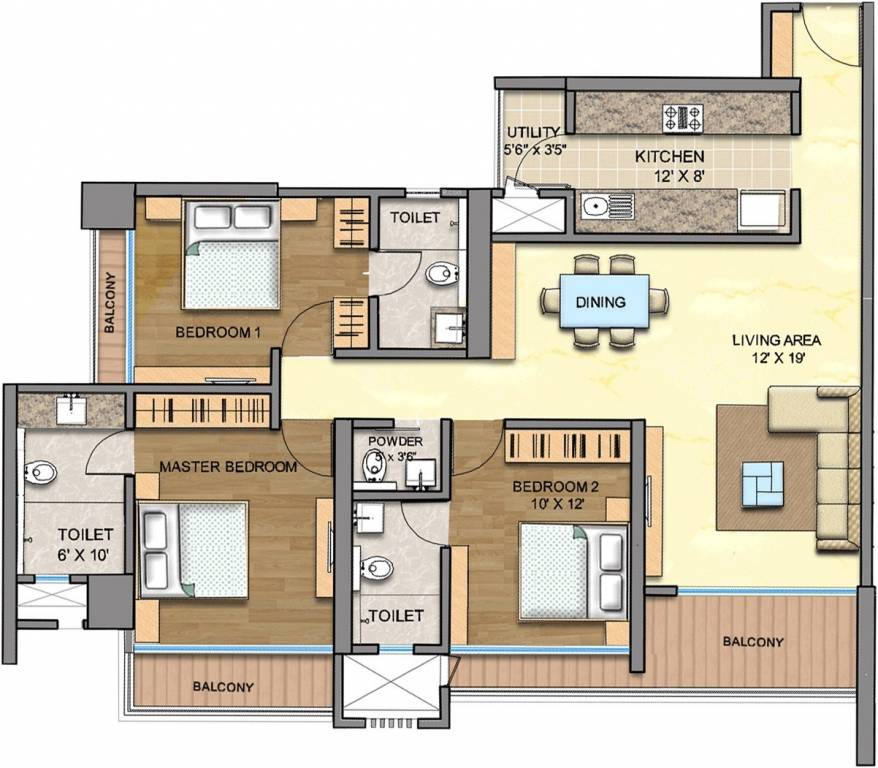 UTILITY
5'6" x 3'5"
KITCHEN
12' X 8'
TOILET
BALCONY
BEDROOM 1
DINING
LIVING AREA
12' X 19'
POWDER
5' x 3'6"
MASTER BEDROOM
BEDROOM 2
10' X 12'
TOILET
6' X 10'
TOILET
BALCONY
BALCONY